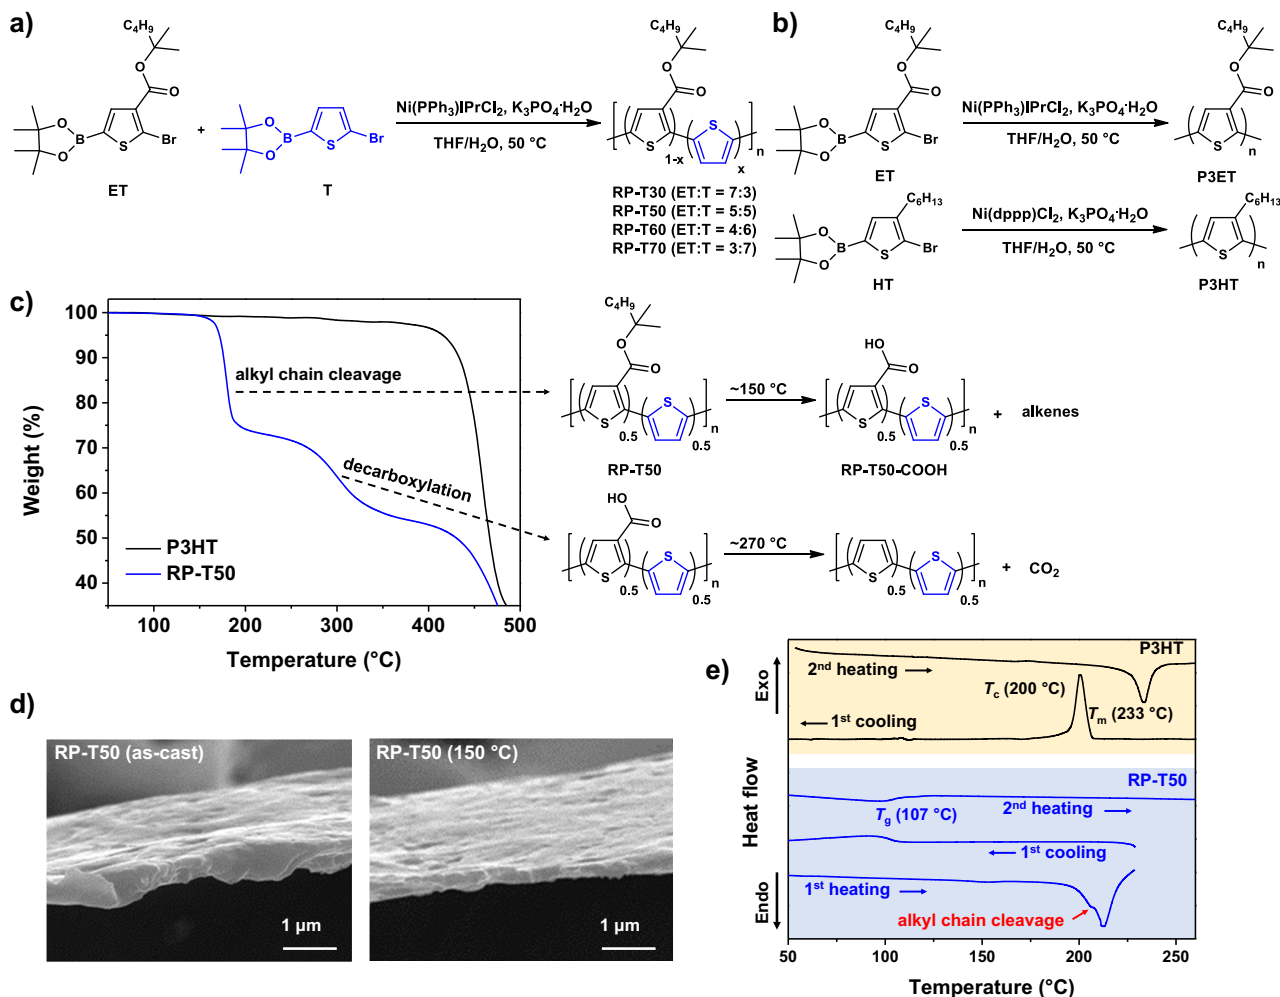 a)
C4H9
O
O
B
O
O
S
Br
ET
+
O
B
O
S
Br
T
Ni(PPh3)IPrCl2, K3PO4·H2O
THF/H2O, 50 °C
C4H9
O
O
S
S
1-x
x
n
RP-T30 (ET:T = 7:3)
RP-T50 (ET:T = 5:5)
RP-T60 (ET:T = 4:6)
RP-T70 (ET:T = 3:7)
b)
C4H9
O
O
O
B
O
S
Br
ET
Ni(PPh3)IPrCl2, K3PO4·H2O
THF/H2O, 50 °C
C4H9
O
O
S
n
P3ET
C6H13
O
B
O
S
Br
HT
Ni(dppp)Cl2, K3PO4·H2O
THF/H2O, 50 °C
C6H13
S
n
P3HT
c)
100
90
80
70
60
50
40
Weight (%)
alkyl chain cleavage
decarboxylation
P3HT
RP-T50
100
200
300
400
500
Temperature (°C)
C4H9
O
O
S
S
0.5
0.5
n
RP-T50
~150 °C
HO
O
S
S
0.5
0.5
n
RP-T50-COOH
+ alkenes
HO
O
S
S
0.5
0.5
n
~270 °C
S
S
0.5
0.5
n
+ CO2
d)
RP-T50 (as-cast)
1 µm
RP-T50 (150 °C)
1 µm
e)
Exo
Heat flow
Endo
P3HT
2nd heating
Tc (200 °C)
Tm (233 °C)
1st cooling
RP-T50
Tg (107 °C)
2nd heating
1st cooling
1st heating
alkyl chain cleavage
50
100
150
200
250
Temperature (°C)